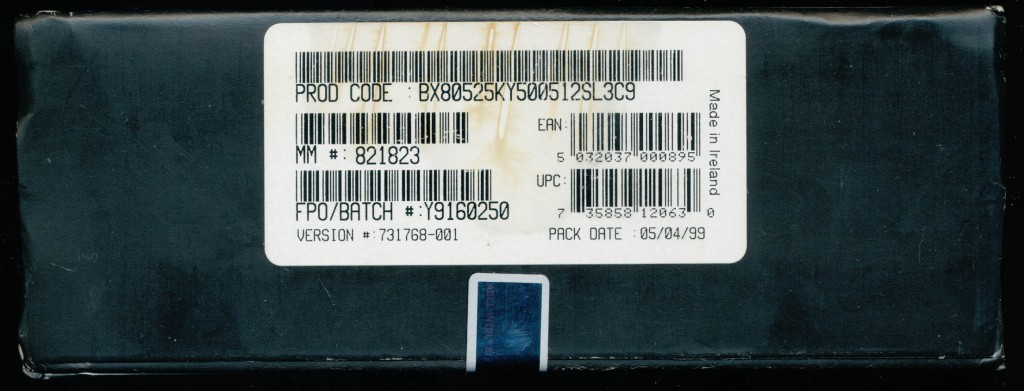 PROD CODE : BX80525KY500512SL3C9
MM #: 821823
EAN:
5 032037 000895
UPC:
7 35858 12063 0
FPO/BATCH #:Y9160250
VERSION #:731768-001
PACK DATE :05/04/99
Made in Ireland